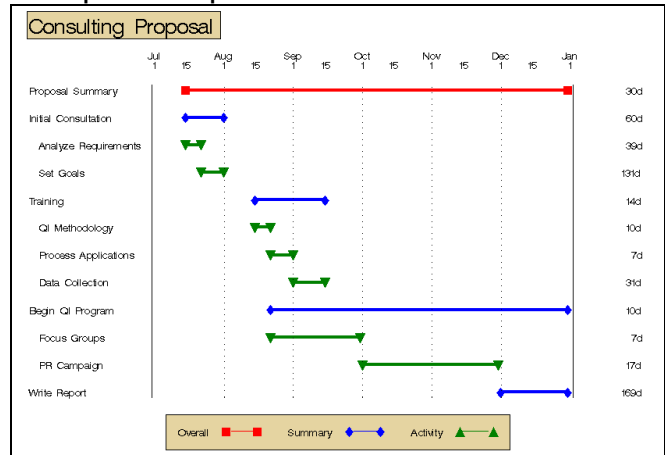 Consulting Proposal
Jul Aug Sep Oct Nov Dec Jan
1 15 1 15 1 15 1 15 1 15 1 15 1
Proposal Summary 30d
Initial Consultation 60d
Analyze Requirements 39d
Set Goals 131d
Training 14d
QI Methodology 10d
Process Applications 7d
Data Collection 31d
Begin QI Program 10d
Focus Groups 7d
PR Campaign 17d
Write Report 169d
Overall Summary Activity